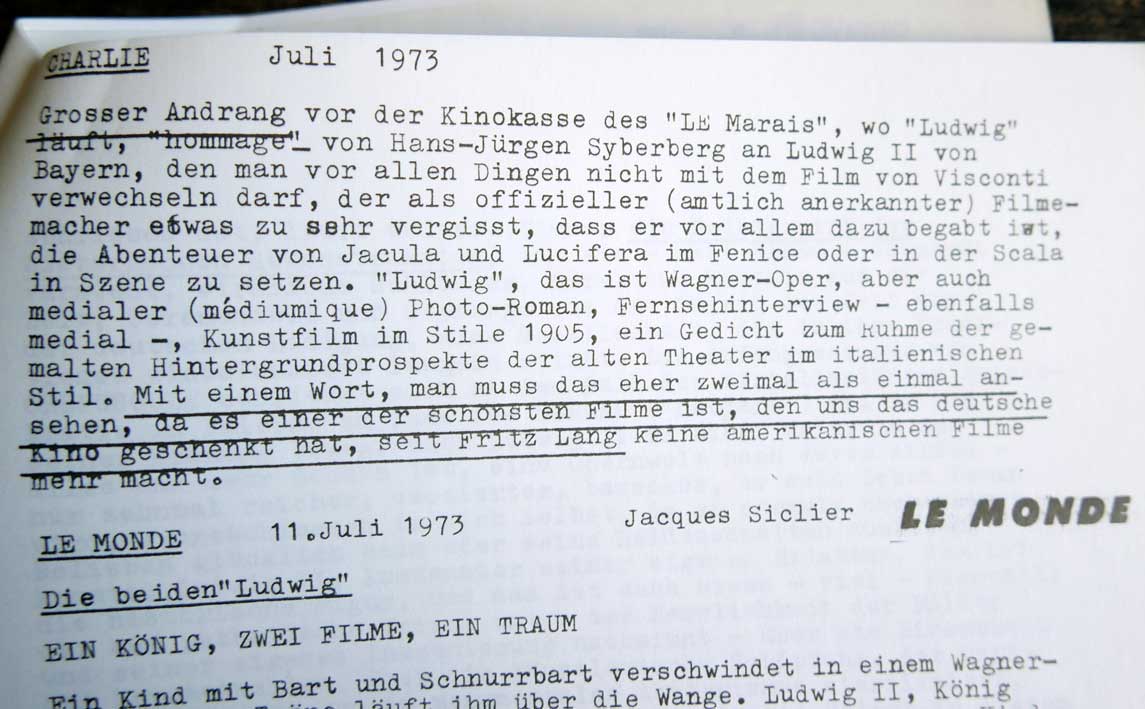 CHARLIE Juli 1973
Grosser Andrang vor der Kinokasse des "LE Marais", wo "Ludwig"
läuft, "hommage" von Hans-Jürgen Syberberg an Ludwig II von
Bayern, den man vor allen Dingen nicht mit dem Film von Visconti
verwechseln darf, der als offizieller (amtlich anerkannter) Filme-
macher etwas zu sehr vergisst, dass er vor allem dazu begabt ist,
die Abenteuer von Jacula und Lucifera im Fenice oder in der Scala
in Szene zu setzen. "Ludwig", das ist Wagner-Oper, aber auch
medialer (médiumique) Photo-Roman, Fernsehinterview - ebenfalls
medial -, Kunstfilm im Stile 1905, ein Gedicht zum Ruhme der ge-
malten Hintergrundprospekte der alten Theater im italienischen
Stil. Mit einem Wort, man muss das eher zweimal als einmal an-
sehen, da es einer der schönsten Filme ist, den uns das deutsche
Kino geschenkt hat, seit Fritz Lang keine amerikanischen Filme
mehr macht.
LE MONDE 11.Juli 1973 Jacques Siclier LE MONDE
Die beiden "Ludwig"
EIN KÖNIG, ZWEI FILME, EIN TRAUM
Ein Kind mit Bart und Schnurrbart verschwindet in einem Wagner-
läuft ihm über die Wange. Ludwig II, König